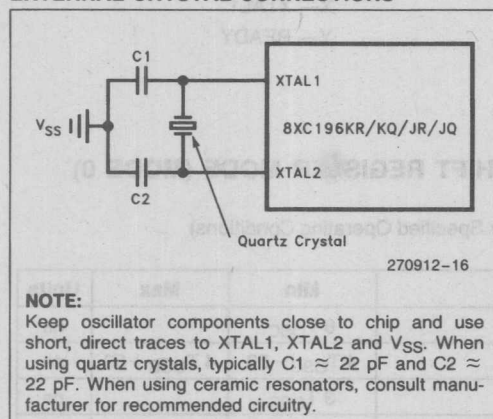 C1
XTAL1
V_SS
8XC196KR/KQ/JR/JQ
XTAL2
C2
Quartz Crystal
270912–16
NOTE:
Keep oscillator components close to chip and use
short, direct traces to XTAL1, XTAL2 and V_SS. When
using quartz crystals, typically C1 ≈ 22 pF and C2 ≈
22 pF. When using ceramic resonators, consult manu-
facturer for recommended circuitry.